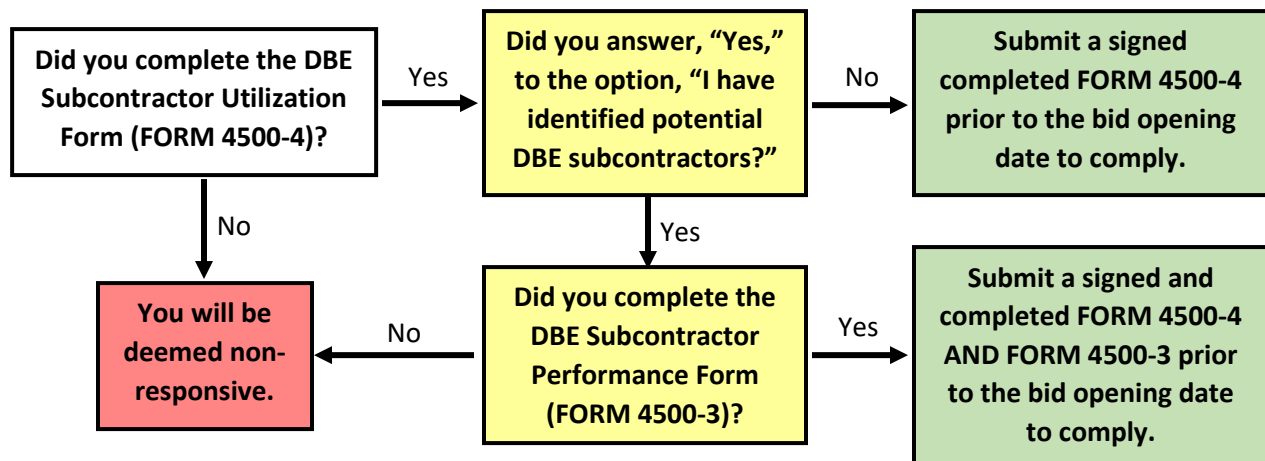 Did you complete the DBE
Subcontractor Utilization
Form (FORM 4500-4)?
Yes
Did you answer, “Yes,”
to the option, “I have
identified potential
DBE subcontractors?”
No
Submit a signed
completed FORM 4500-4
prior to the bid opening
date to comply.
No
Yes
You will be
deemed non-
responsive.
No
Did you complete the
DBE Subcontractor
Performance Form
(FORM 4500-3)?
Yes
Submit a signed and
completed FORM 4500-4
AND FORM 4500-3 prior
to the bid opening date
to comply.